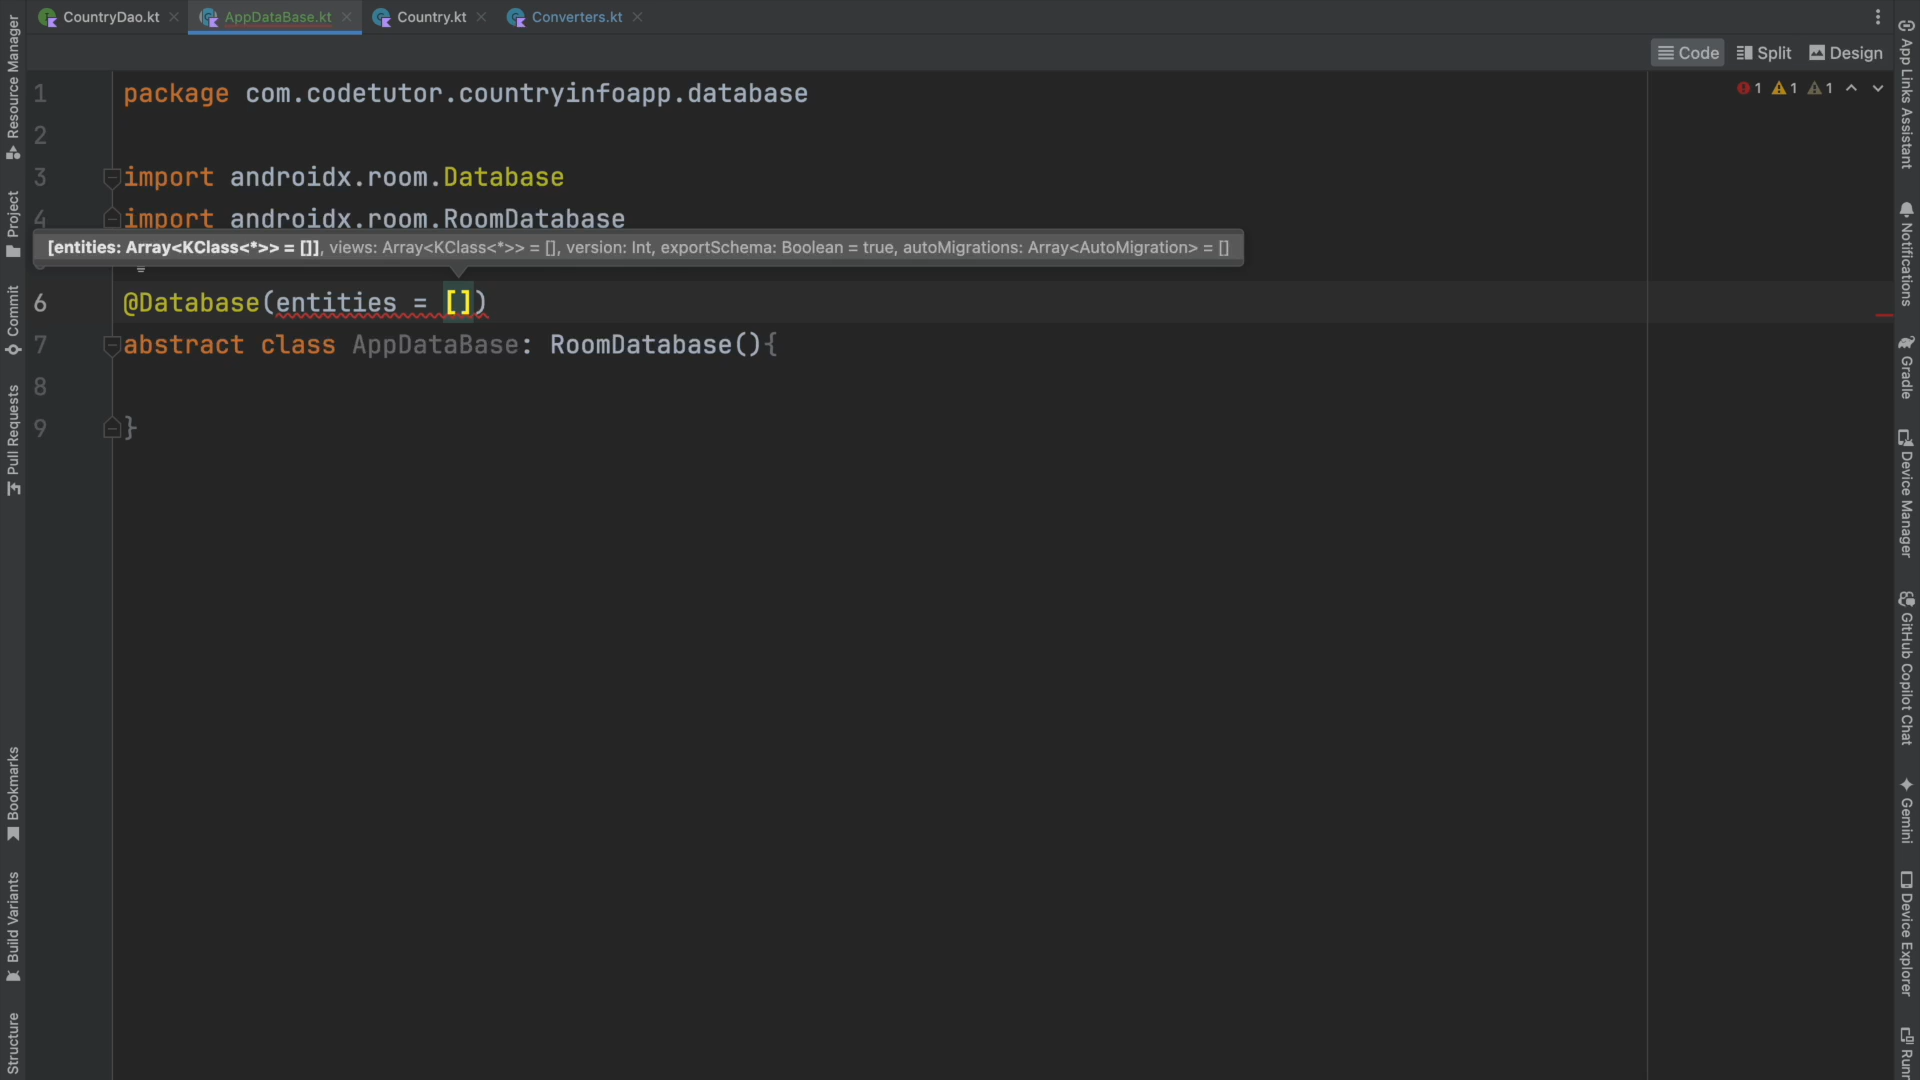 CountryDao.kt AppDataBase.kt Country.kt Converters.kt
Code Split Design
1 package com.codetutor.countryinfoapp.database
1 1 1
2
3 import androidx.room.Database
4 import androidx.room.RoomDatabase
[entities: Array<KClass<*>> = []], views: Array<KClass<*>> = [], version: Int, exportSchema: Boolean = true, autoMigrations: Array<AutoMigration> = []
6 @Database(entities = [])
7 abstract class AppDataBase: RoomDatabase(){
8
9 }
Resource Manager
Project
Commit
Pull Requests
Bookmarks
Build Variants
Structure
App Links Assistant
Notifications
Gradle
Device Manager
GitHub Copilot Chat
Gemini
Device Explorer